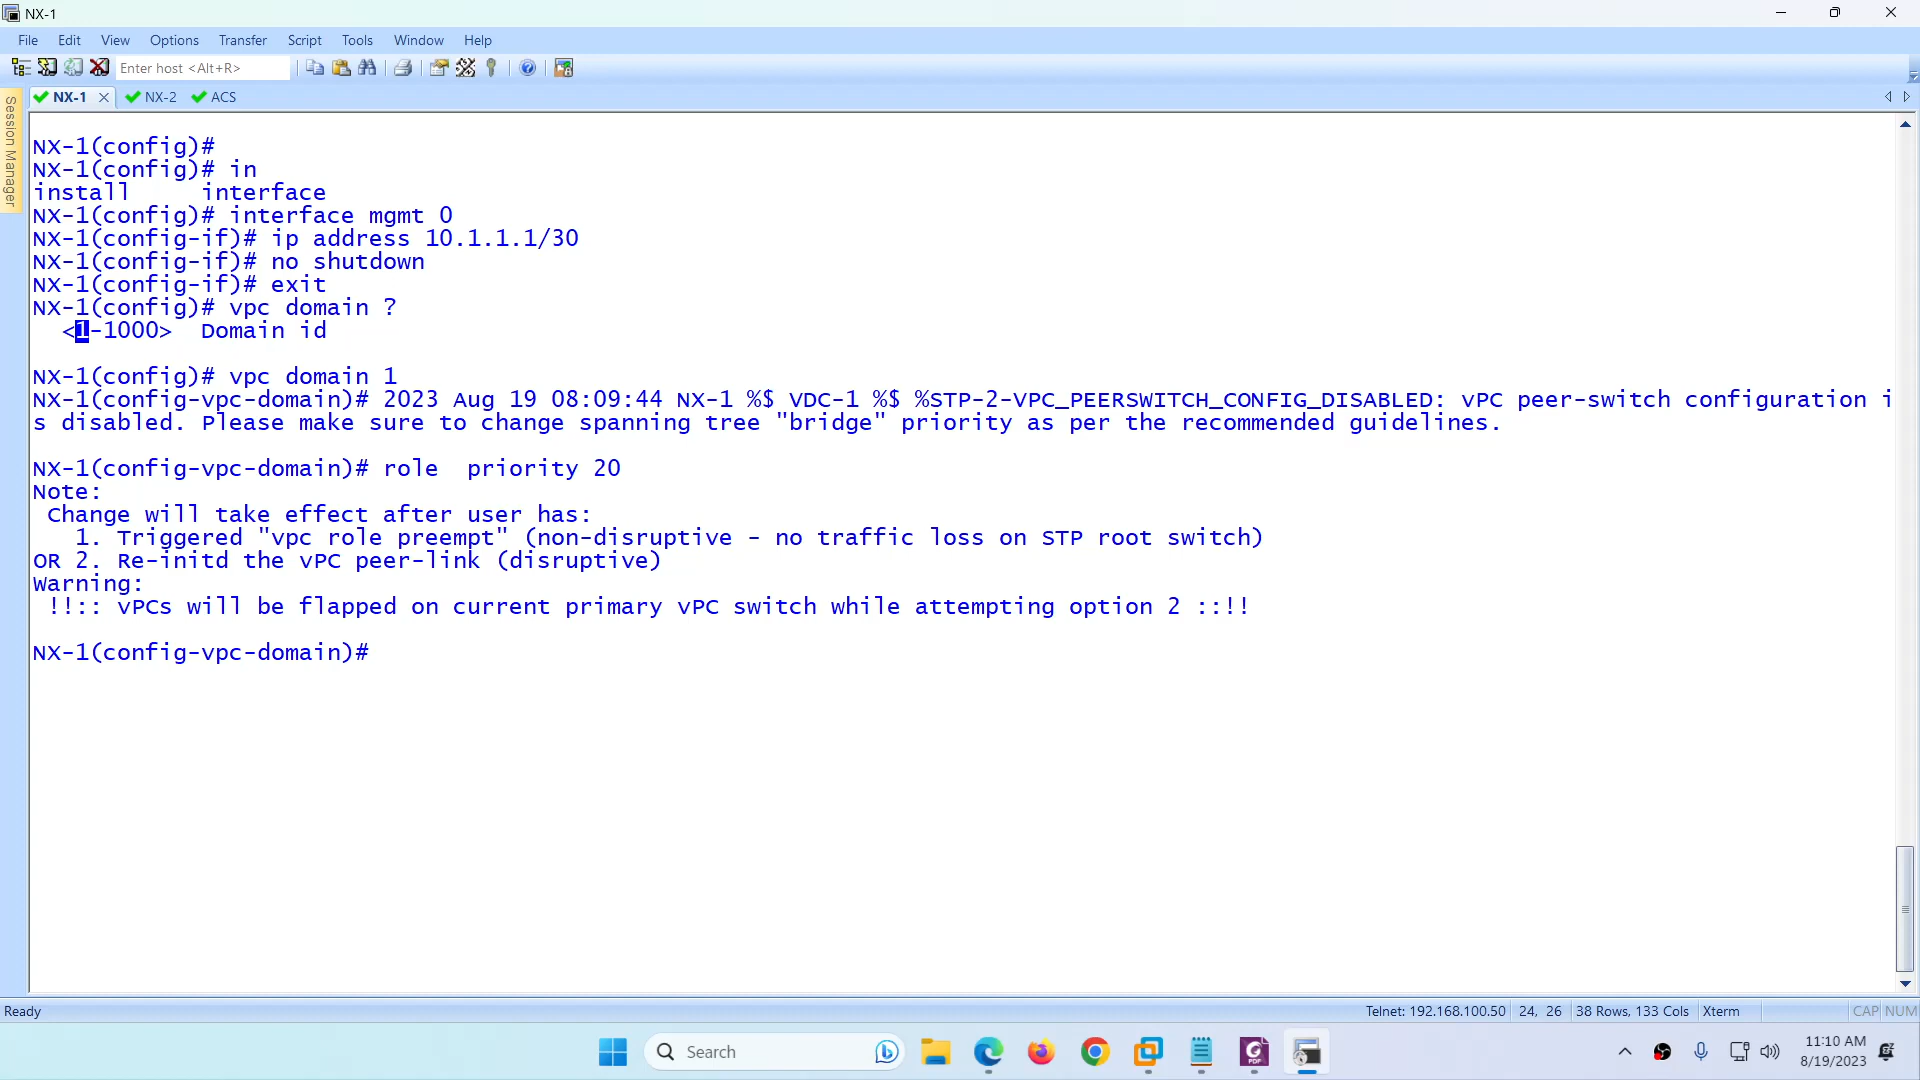 NX-1
File Edit View Options Transfer Script Tools Window Help
Enter host <Alt+R>
NX-1 NX-2 ACS
Session Manager
NX-1(config)#
NX-1(config)# in
install interface
NX-1(config)# interface mgmt 0
NX-1(config-if)# ip address 10.1.1.1/30
NX-1(config-if)# no shutdown
NX-1(config-if)# exit
NX-1(config)# vpc domain ?
<1-1000> Domain id
NX-1(config)# vpc domain 1
NX-1(config-vpc-domain)# 2023 Aug 19 08:09:44 NX-1 %$ VDC-1 %$ %STP-2-VPC_PEERSWITCH_CONFIG_DISABLED: vPC peer-switch configuration i
s disabled. Please make sure to change spanning tree "bridge" priority as per the recommended guidelines.
NX-1(config-vpc-domain)# role priority 20
Note:
Change will take effect after user has:
1. Triggered "vpc role preempt" (non-disruptive - no traffic loss on STP root switch)
OR 2. Re-initd the vPC peer-link (disruptive)
Warning:
!!:: vPCs will be flapped on current primary vPC switch while attempting option 2 ::!!
NX-1(config-vpc-domain)#
Ready Telnet: 192.168.100.50 24, 26 38 Rows, 133 Cols Xterm CAP NUM
Search
PDF
11:10 AM
8/19/2023